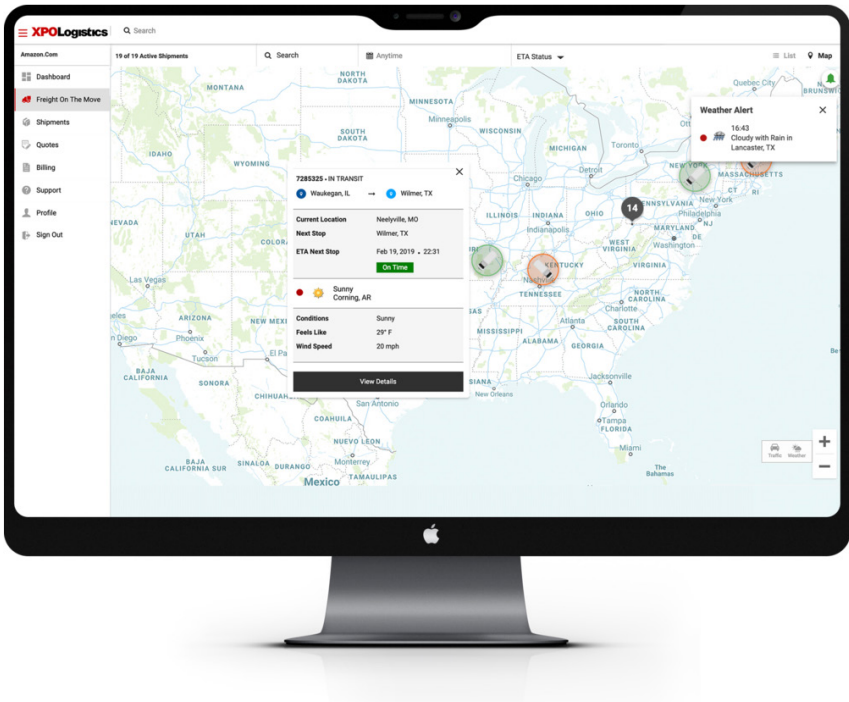 XPOLogistics
Search
Amazon.Com
19 of 19 Active Shipments
Search
Anytime
ETA Status
List
Map
Dashboard
Freight On The Move
Shipments
Quotes
Billing
Support
Profile
Sign Out
Weather Alert
16:43
Cloudy with Rain in
Lancaster, TX
7285325 • IN TRANSIT
Waukegan, IL → Wilmer, TX
Current Location Neelyville, MO
Next Stop Wilmer, TX
ETA Next Stop Feb 19, 2019 • 22:31
On Time
Sunny
Corning, AR
Conditions Sunny
Feels Like 29° F
Wind Speed 20 mph
View Details
MONTANA
NORTH
DAKOTA
MINNESOTA
Minneapolis
SOUTH
DAKOTA
WISCONSIN
Quebec City
MICHIGAN
Toronto
IDAHO
WYOMING
Chicago
Detroit
NEW YORK
MASSACHUSETTS
CT
RI
New York
14
Philadelphia
NJ
ILLINOIS
INDIANA
OHIO
Indianapolis
MARYLAND
DE
Washington
WEST
VIRGINIA
VIRGINIA
UTAH
Las Vegas
KENTUCKY
Nashville
TENNESSEE
NORTH
CAROLINA
Charlotte
ARIZONA
Phoenix
Tucson
Atlanta
SOUTH
CAROLINA
MISSISSIPPI
ALABAMA
GEORGIA
BAJA
CALIFORNIA
SONORA
Jacksonville
New Orleans
San Antonio
COAHUILA
Orlando
Tampa
FLORIDA
Miami
NUEVO LEON
Monterrey
BAJA
CALIFORNIA SUR
SINALOA
DURANGO
TAMAULIPAS
Mexico
The
Bahamas
Traffic
Weather